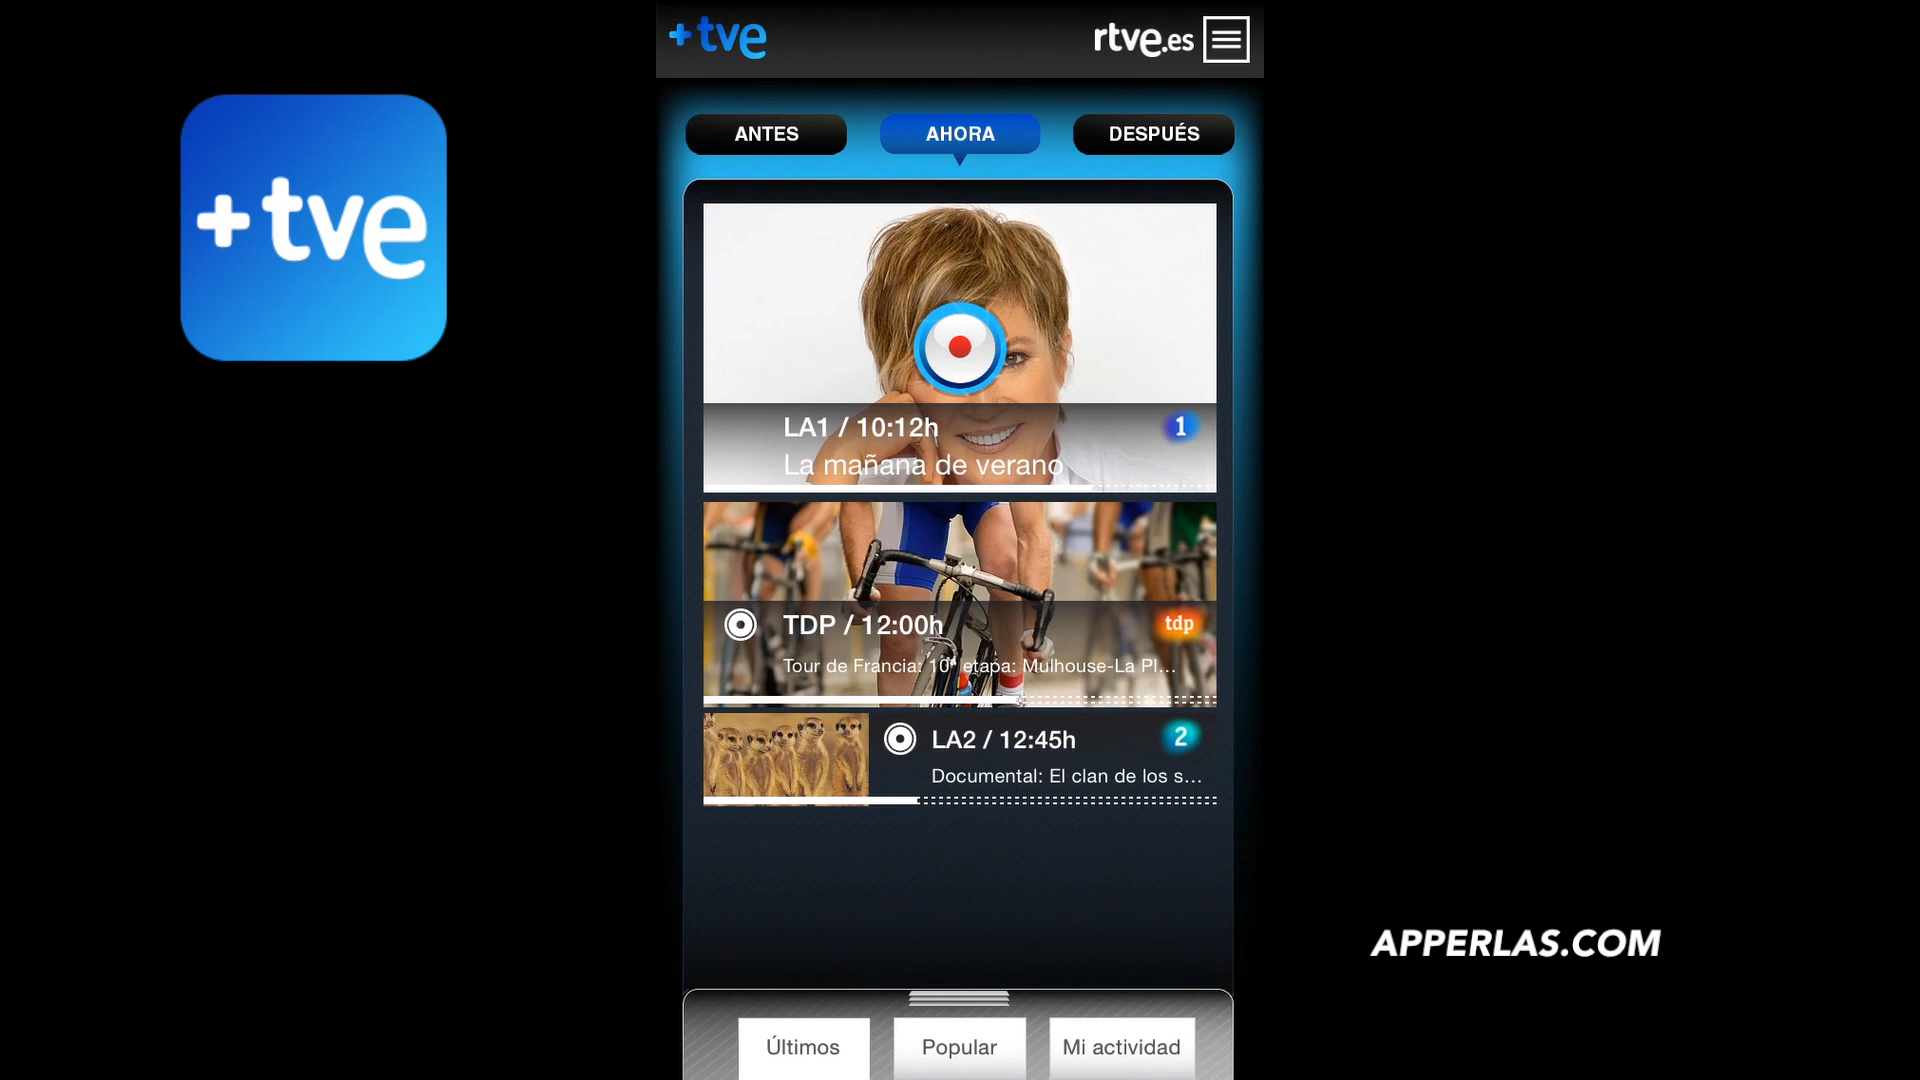 +tve
rtve.es
+tve
ANTES
AHORA
DESPUÉS
LA1 / 10:12h
1
La mañana de verano
TDP / 12:00h
tdp
Tour de Francia: 10ª etapa: Mulhouse-La Pl...
LA2 / 12:45h
2
Documental: El clan de los s...
APPERLAS.COM
Últimos
Popular
Mi actividad